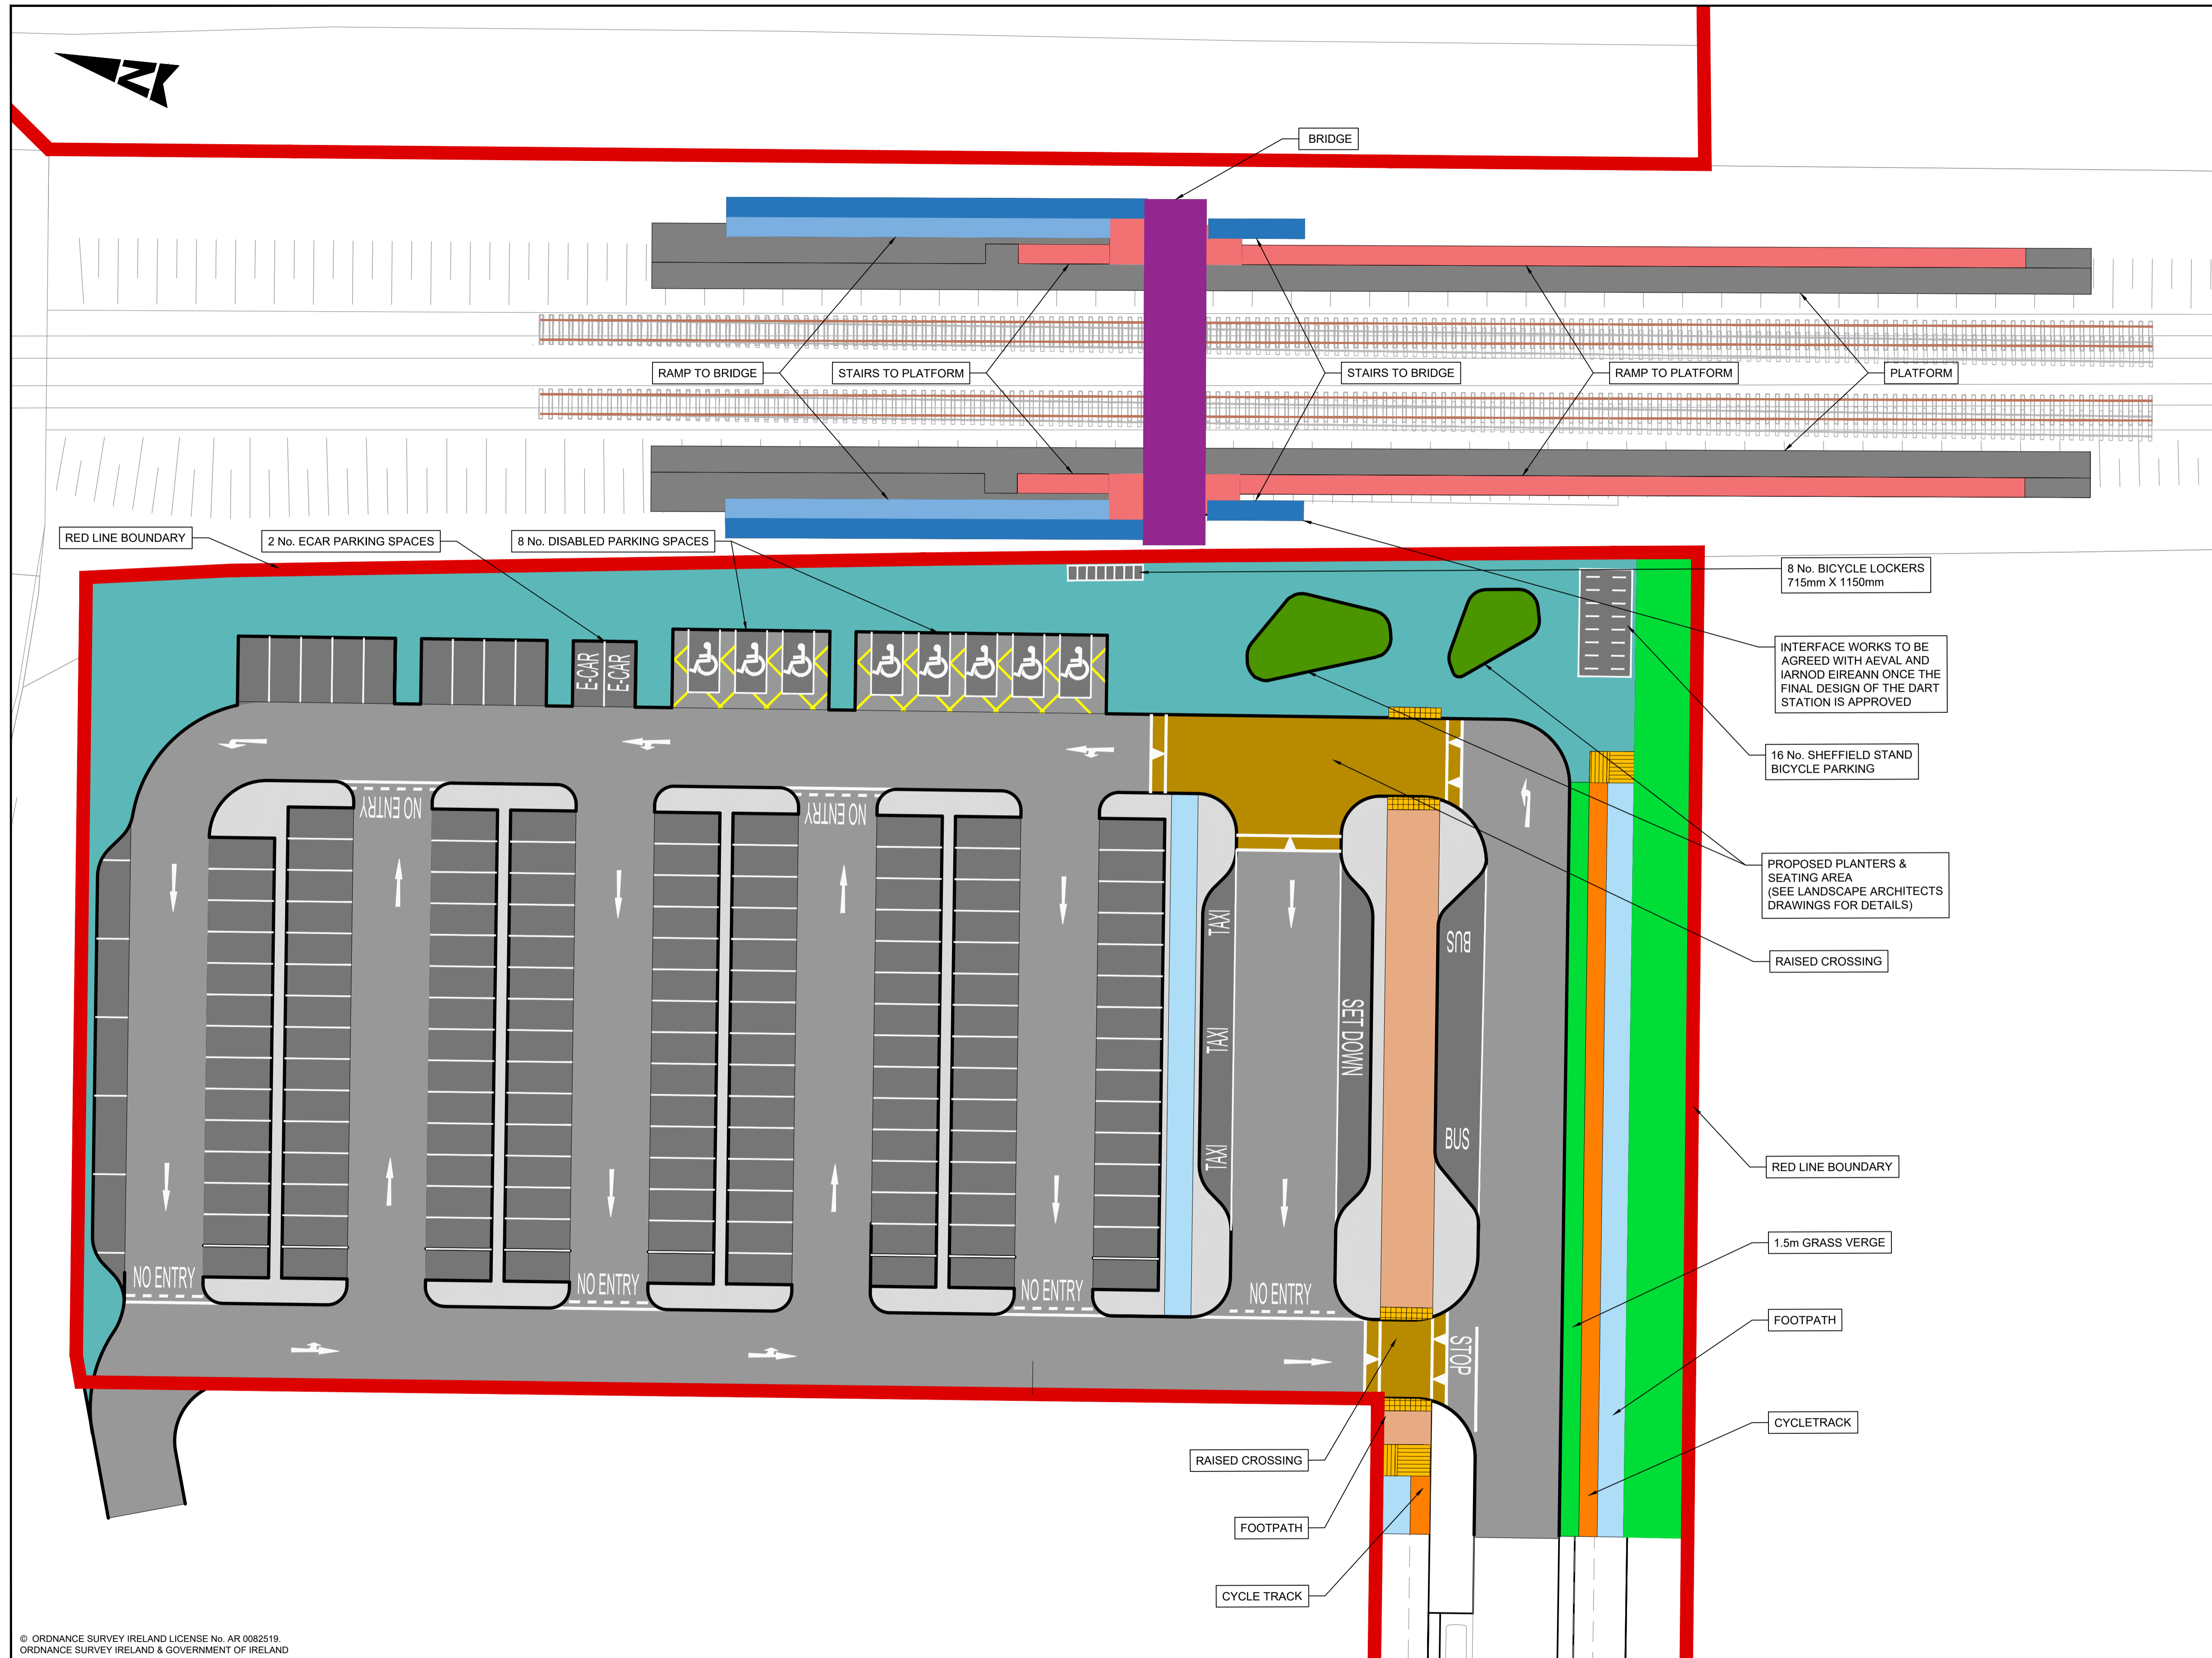 N
BRIDGE
RAMP TO BRIDGE
STAIRS TO PLATFORM
STAIRS TO BRIDGE
RAMP TO PLATFORM
PLATFORM
RED LINE BOUNDARY
2 No. ECAR PARKING SPACES
8 No. DISABLED PARKING SPACES
8 No. BICYCLE LOCKERS
715mm X 1150mm
INTERFACE WORKS TO BE
AGREED WITH AEVAL AND
IARNOD EIREANN ONCE THE
FINAL DESIGN OF THE DART
STATION IS APPROVED
E-CAR
E-CAR
16 No. SHEFFIELD STAND
BICYCLE PARKING
NO ENTRY
NO ENTRY
PROPOSED PLANTERS &
SEATING AREA
(SEE LANDSCAPE ARCHITECTS
DRAWINGS FOR DETAILS)
TAXI
BUS
RAISED CROSSING
TAXI
SET DOWN
TAXI
BUS
RED LINE BOUNDARY
1.5m GRASS VERGE
NO ENTRY
NO ENTRY
NO ENTRY
NO ENTRY
FOOTPATH
STOP
CYCLETRACK
RAISED CROSSING
FOOTPATH
CYCLE TRACK
© ORDNANCE SURVEY IRELAND LICENSE No. AR 0082519.
ORDNANCE SURVEY IRELAND & GOVERNMENT OF IRELAND